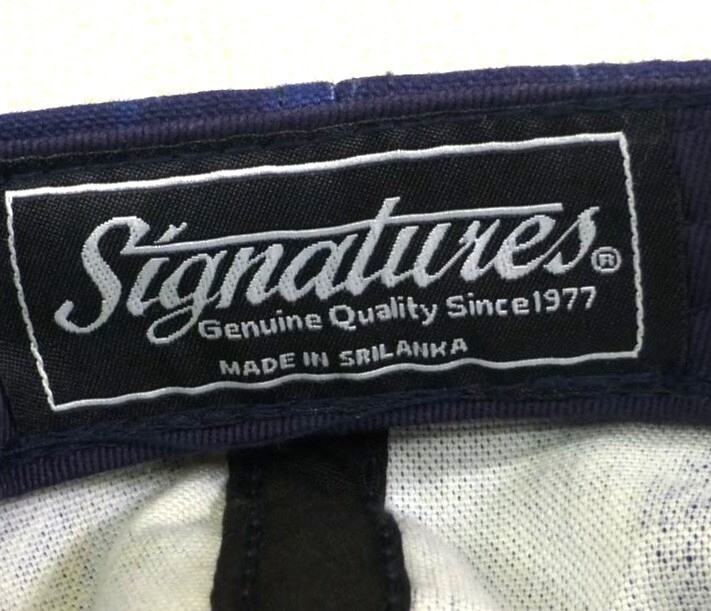 Signatures®
Genuine Quality Since1977
MADE IN SRILANKA